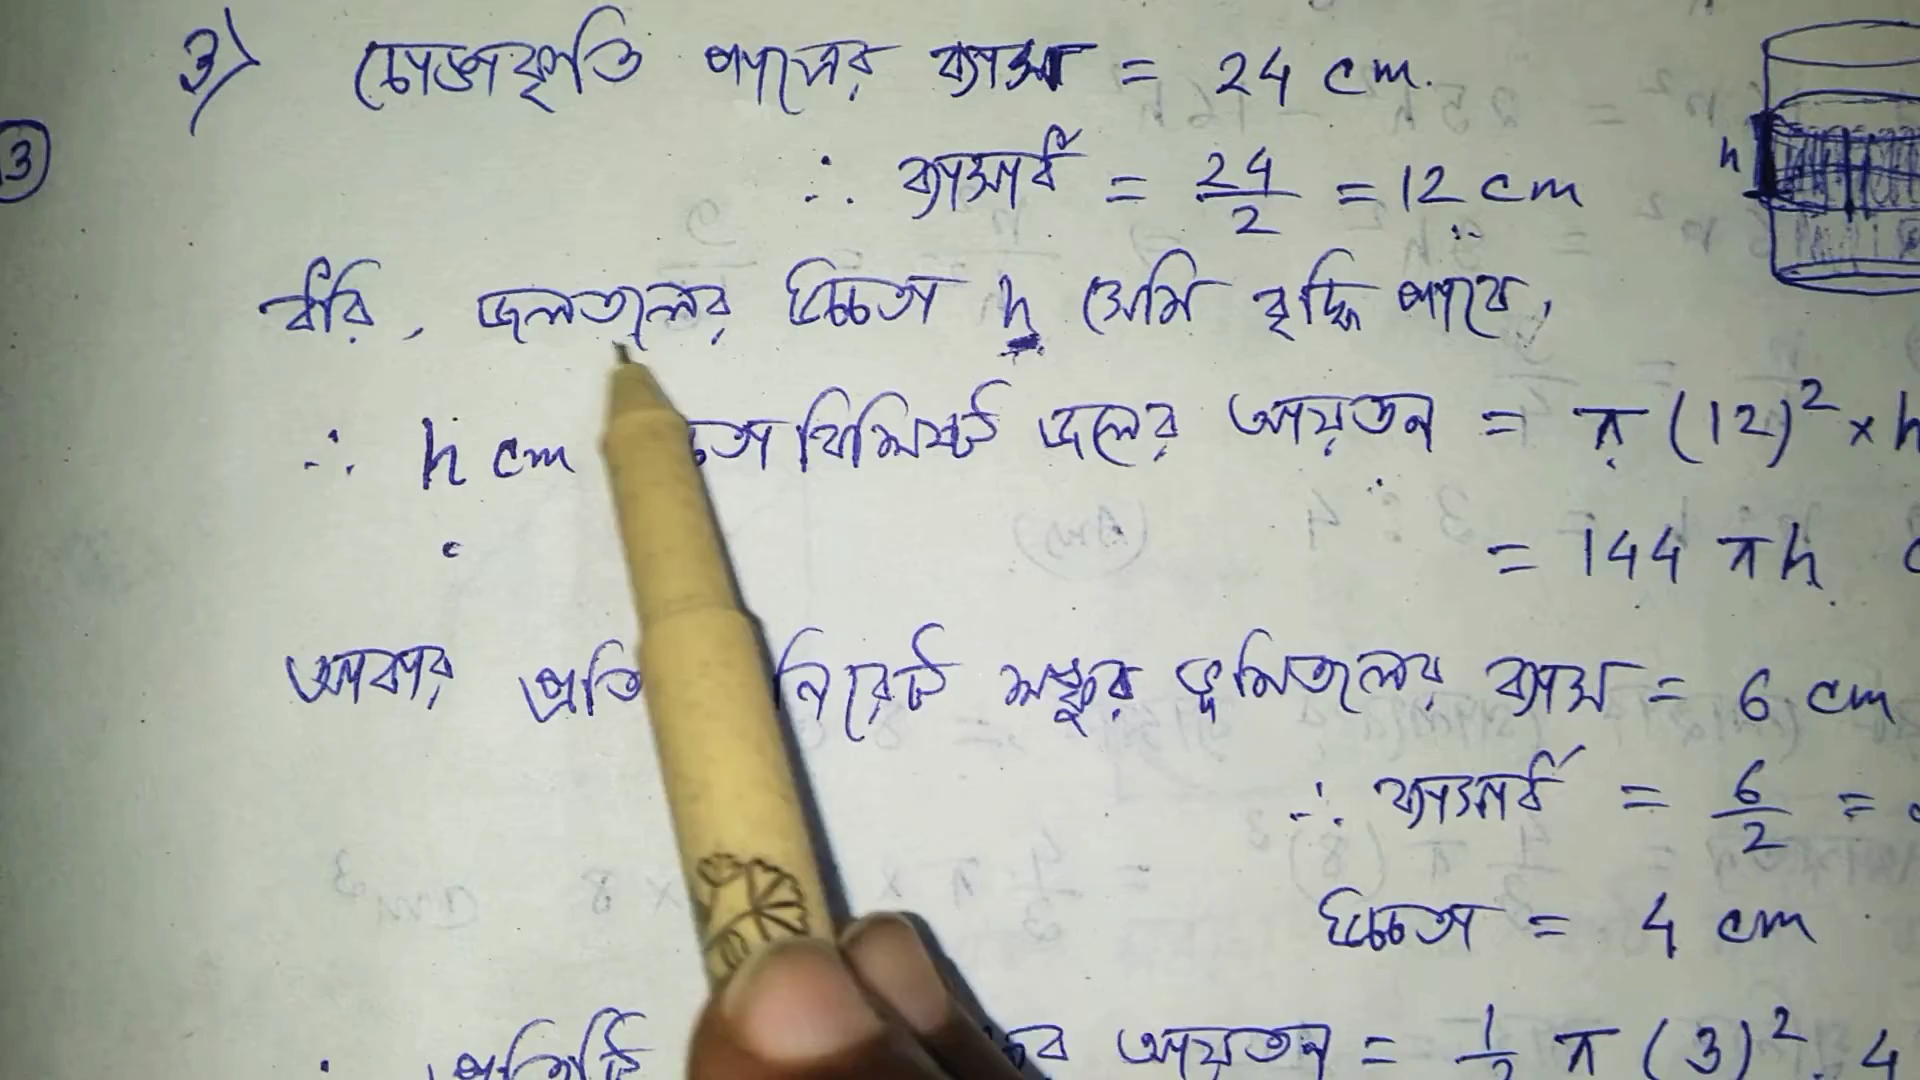 3) চোঙাকৃতি পাত্রের ব্যাস = 24 cm.
3
∴ ব্যাসার্ধ = 24/2 = 12 cm
h
ধরি, জলতলের উচ্চতা h সেমি বৃদ্ধি পাবে,
∴ h cm বিশিষ্ট জলের আয়তন = π (12)² × h
= 144 πh
আবার প্রতি নিরেট শঙ্কুর ভূমিতলের ব্যাস = 6 cm
∴ ব্যাসার্ধ = 6/2 =
উচ্চতা = 4 cm
∴ প্রতিটি আয়তন = 1/3 π (3)² . 4